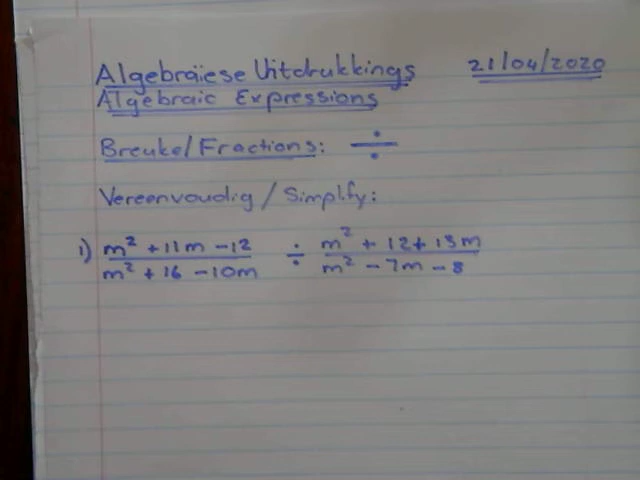 Algebraïese Uitdrukkings 21/04/2020
Algebraic Expressions
Breuke/Fractions: ÷
Vereenvoudig / Simplify:
1) m² + 11m - 12 / m² + 16 - 10m ÷ m² + 12 + 13m / m² - 7m - 8